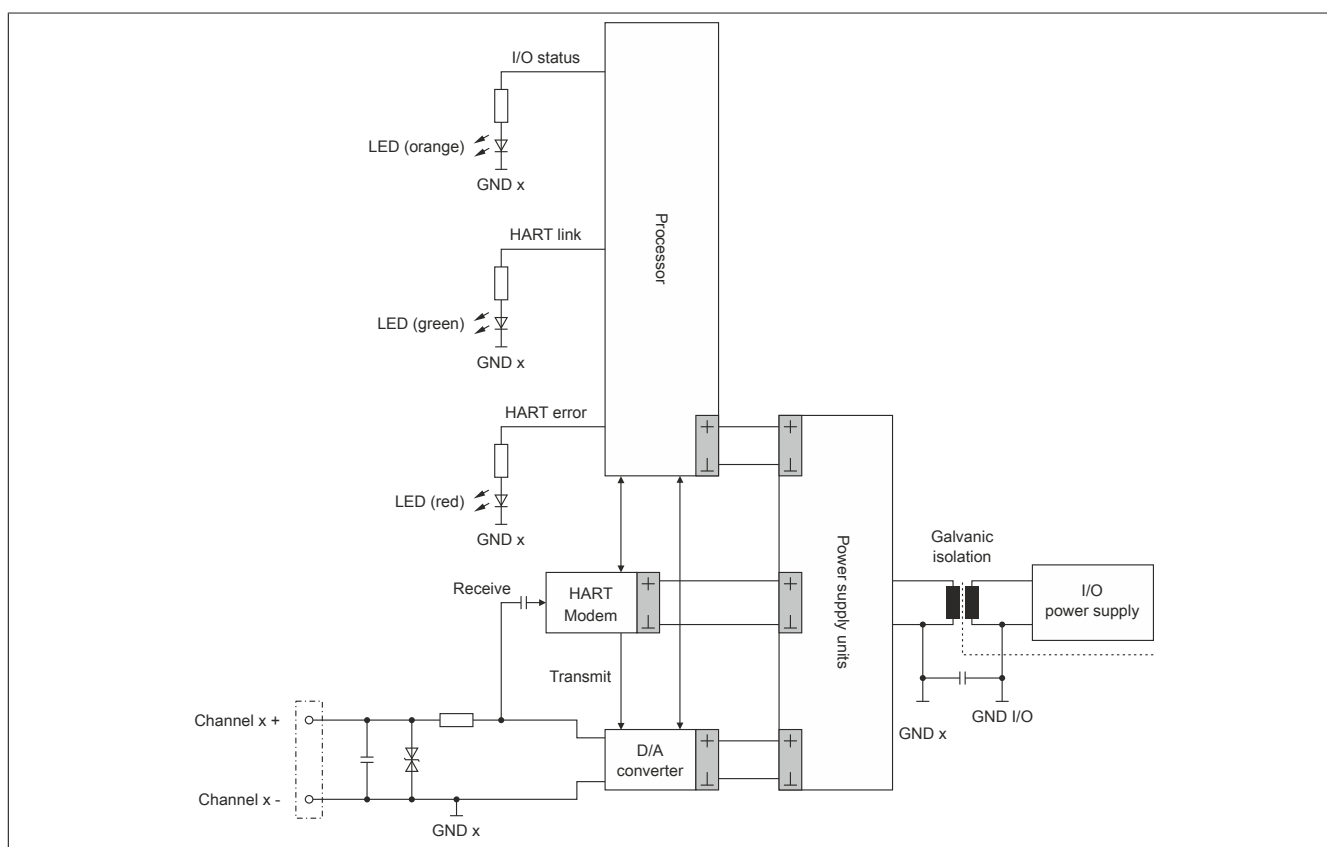 I/O status
LED (orange)
GND x
HART link
LED (green)
GND x
HART error
LED (red)
GND x
Processor
Receive
HART
Modem
Transmit
Channel x +
Channel x -
GND x
D/A
converter
Power supply units
Galvanic
isolation
I/O
power supply
GND x
GND I/O